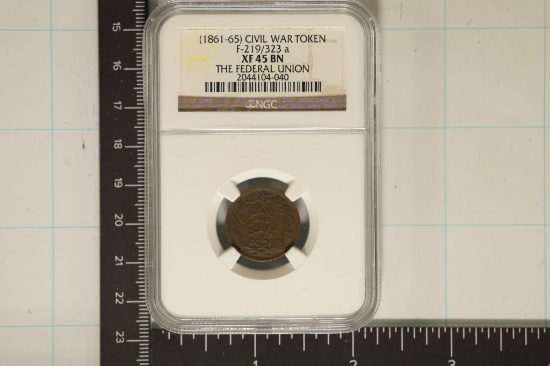 (1861-65) CIVIL WAR TOKEN
F-219/323 a
XF 45 BN
THE FEDERAL UNION
2044104-040
NGC
15
16
17
18
19
20
21
22
23
1
2
3